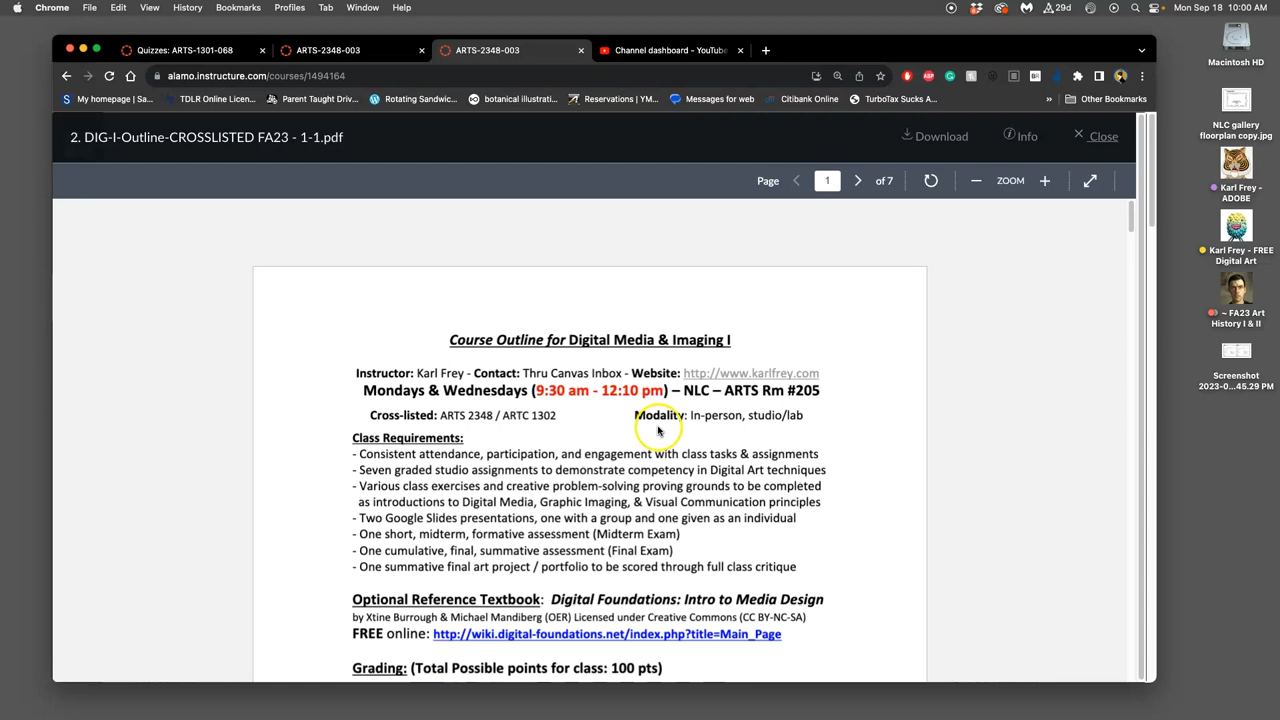 Chrome File Edit View History Bookmarks Profiles Tab Window Help 29d Mon Sep 18 10:00 AM
Quizzes: ARTS-1301-068 ARTS-2348-003 ARTS-2348-003 Channel dashboard - YouTube
alamo.instructure.com/courses/1494164
My homepage | Sa... TDLR Online Licen... Parent Taught Driv... Rotating Sandwic... botanical illustrati... Reservations | YM... Messages for web Citibank Online TurboTax Sucks A... » Other Bookmarks
2. DIG-I-Outline-CROSSLISTED FA23 - 1-1.pdf Download Info Close
Page 1 of 7 ZOOM
Course Outline for Digital Media & Imaging I
Instructor: Karl Frey - Contact: Thru Canvas Inbox - Website: http://www.karlfrey.com
Mondays & Wednesdays (9:30 am - 12:10 pm) – NLC – ARTS Rm #205
Cross-listed: ARTS 2348 / ARTC 1302 Modality: In-person, studio/lab
Class Requirements:
- Consistent attendance, participation, and engagement with class tasks & assignments
- Seven graded studio assignments to demonstrate competency in Digital Art techniques
- Various class exercises and creative problem-solving proving grounds to be completed
as introductions to Digital Media, Graphic Imaging, & Visual Communication principles
- Two Google Slides presentations, one with a group and one given as an individual
- One short, midterm, formative assessment (Midterm Exam)
- One cumulative, final, summative assessment (Final Exam)
- One summative final art project / portfolio to be scored through full class critique
Optional Reference Textbook: Digital Foundations: Intro to Media Design
by Xtine Burrough & Michael Mandiberg (OER) Licensed under Creative Commons (CC BY-NC-SA)
FREE online: http://wiki.digital-foundations.net/index.php?title=Main_Page
Grading: (Total Possible points for class: 100 pts)
Macintosh HD
NLC gallery
floorplan copy.jpg
Karl Frey -
ADOBE
Karl Frey - FREE
Digital Art
~ FA23 Art
History I & II
Screenshot
2023-0...45.29 PM